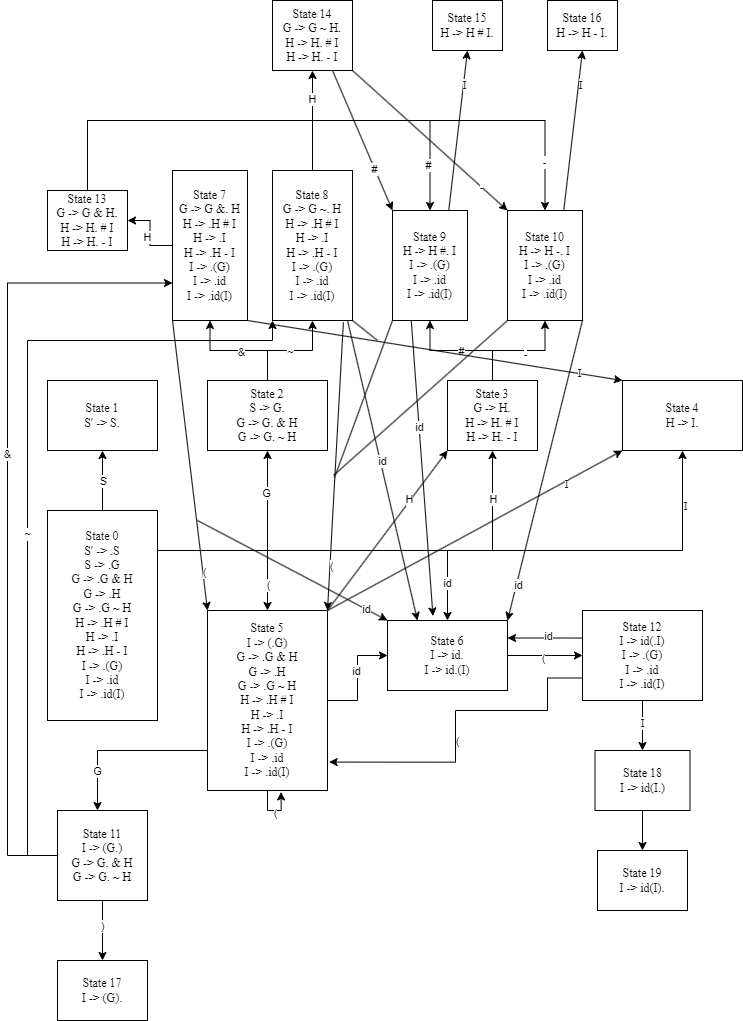 State 14
G -> G ~ H.
H -> H. # I
H -> H. - I
State 15
H -> H # I.
State 16
H -> H - I.
I
I
H
#
-
#
-
State 13
G -> G & H.
H -> H. # I
H -> H. - I
H
State 7
G -> G &. H
H -> .H # I
H -> .I
H -> .H - I
I -> .(G)
I -> .id
I -> .id(I)
State 8
G -> G ~. H
H -> .H # I
H -> .I
H -> .H - I
I -> .(G)
I -> .id
I -> .id(I)
State 9
H -> H #. I
I -> .(G)
I -> .id
I -> .id(I)
State 10
H -> H -. I
I -> .(G)
I -> .id
I -> .id(I)
&
~
#
-
I
State 1
S' -> S.
State 2
S -> G.
G -> G. & H
G -> G. ~ H
State 3
G -> H.
H -> H. # I
H -> H. - I
State 4
H -> I.
id
id
&
S
G
H
H
I
I
~
State 0
S' -> .S
S -> .G
G -> .G & H
G -> .H
G -> .G ~ H
H -> .H # I
H -> .I
H -> .H - I
I -> .(G)
I -> .id
I -> .id(I)
(
(
(
id
id
id
State 5
I -> (.G)
G -> .G & H
G -> .H
G -> .G ~ H
H -> .H # I
H -> .I
H -> .H - I
I -> .(G)
I -> .id
I -> .id(I)
id
State 6
I -> id.
I -> id.(I)
id
(
State 12
I -> id(.I)
I -> .(G)
I -> .id
I -> .id(I)
(
I
G
(
State 18
I -> id(I.)
State 11
I -> (G.)
G -> G. & H
G -> G. ~ H
State 19
I -> id(I).
)
State 17
I -> (G).